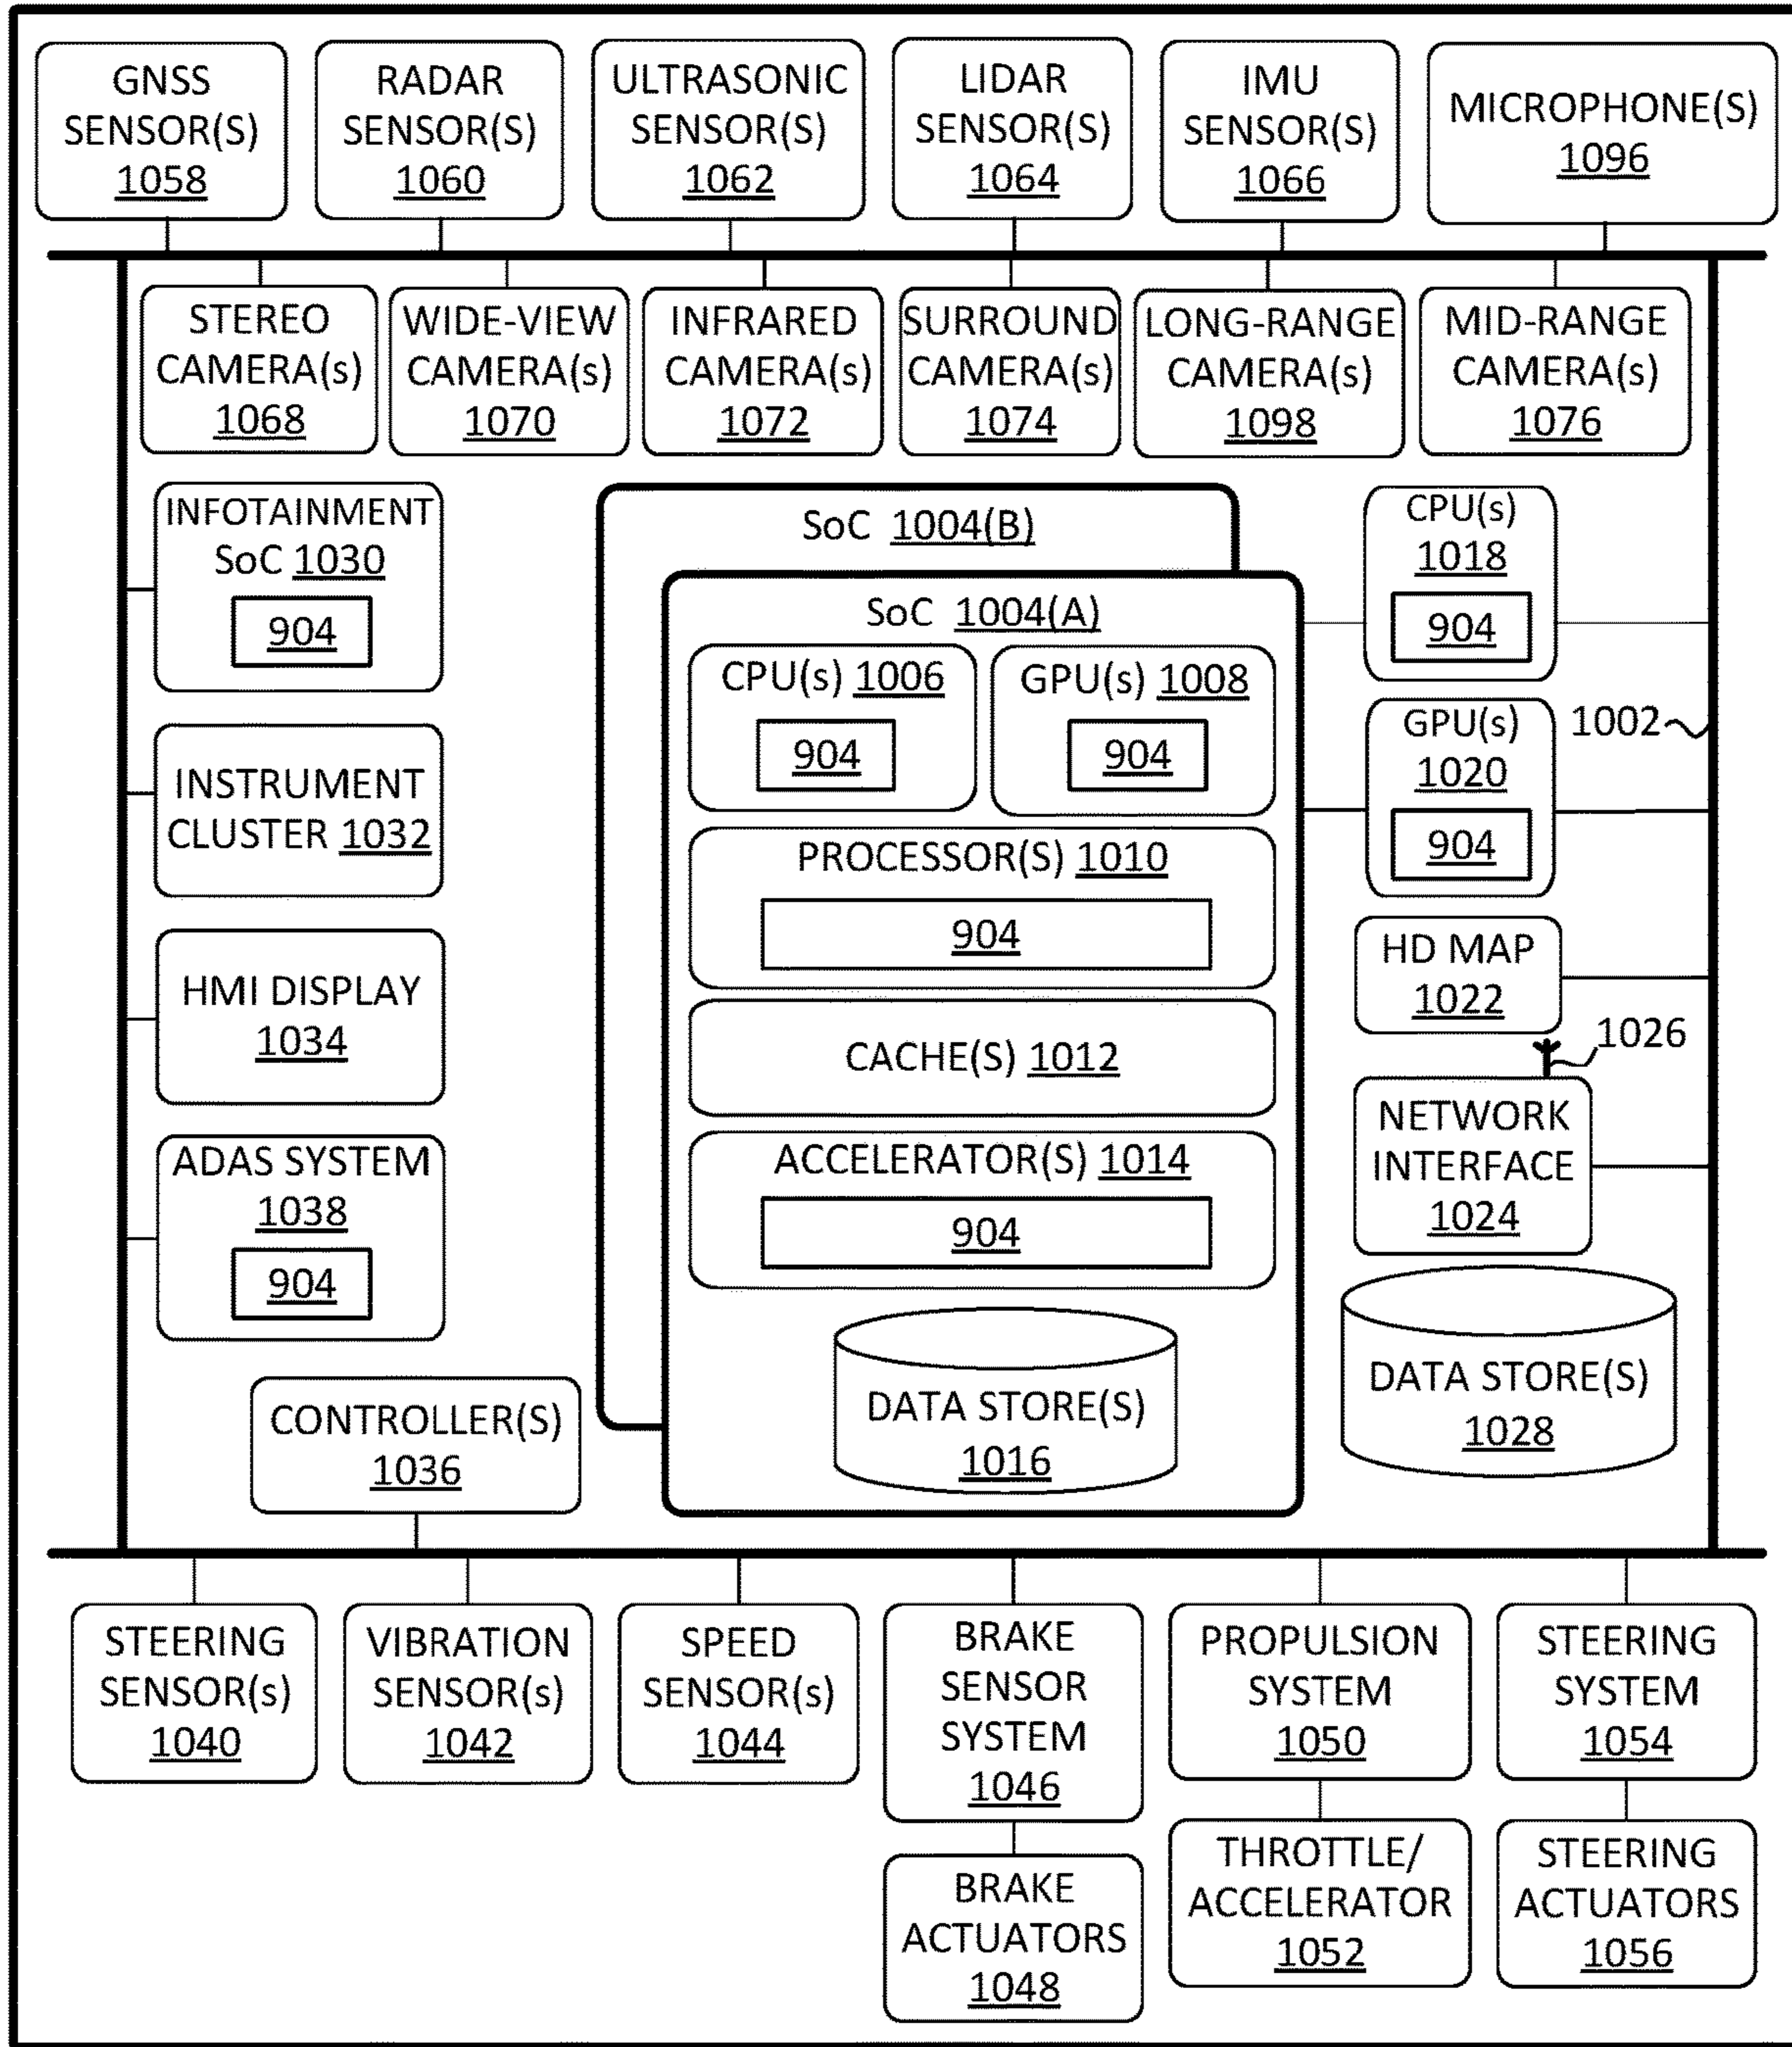 GNSS
SENSOR(S)
1058
RADAR
SENSOR(S)
1060
ULTRASONIC
SENSOR(S)
1062
LIDAR
SENSOR(S)
1064
IMU
SENSOR(S)
1066
MICROPHONE(S)
1096
STEREO
CAMERA(s)
1068
WIDE-VIEW
CAMERA(s)
1070
INFRARED
CAMERA(s)
1072
SURROUND
CAMERA(s)
1074
LONG-RANGE
CAMERA(s)
1098
MID-RANGE
CAMERA(s)
1076
INFOTAINMENT
SoC 1030
904
INSTRUMENT
CLUSTER 1032
HMI DISPLAY
1034
ADAS SYSTEM
1038
904
CONTROLLER(S)
1036
SoC 1004(B)
SoC 1004(A)
CPU(s) 1006
904
GPU(s) 1008
904
PROCESSOR(S) 1010
904
CACHE(S) 1012
ACCELERATOR(S) 1014
904
DATA STORE(S)
1016
CPU(s)
1018
904
GPU(s)
1020
904
1002
HD MAP
1022
1026
NETWORK
INTERFACE
1024
DATA STORE(S)
1028
STEERING
SENSOR(s)
1040
VIBRATION
SENSOR(s)
1042
SPEED
SENSOR(s)
1044
BRAKE
SENSOR
SYSTEM
1046
BRAKE
ACTUATORS
1048
PROPULSION
SYSTEM
1050
THROTTLE/
ACCELERATOR
1052
STEERING
SYSTEM
1054
STEERING
ACTUATORS
1056